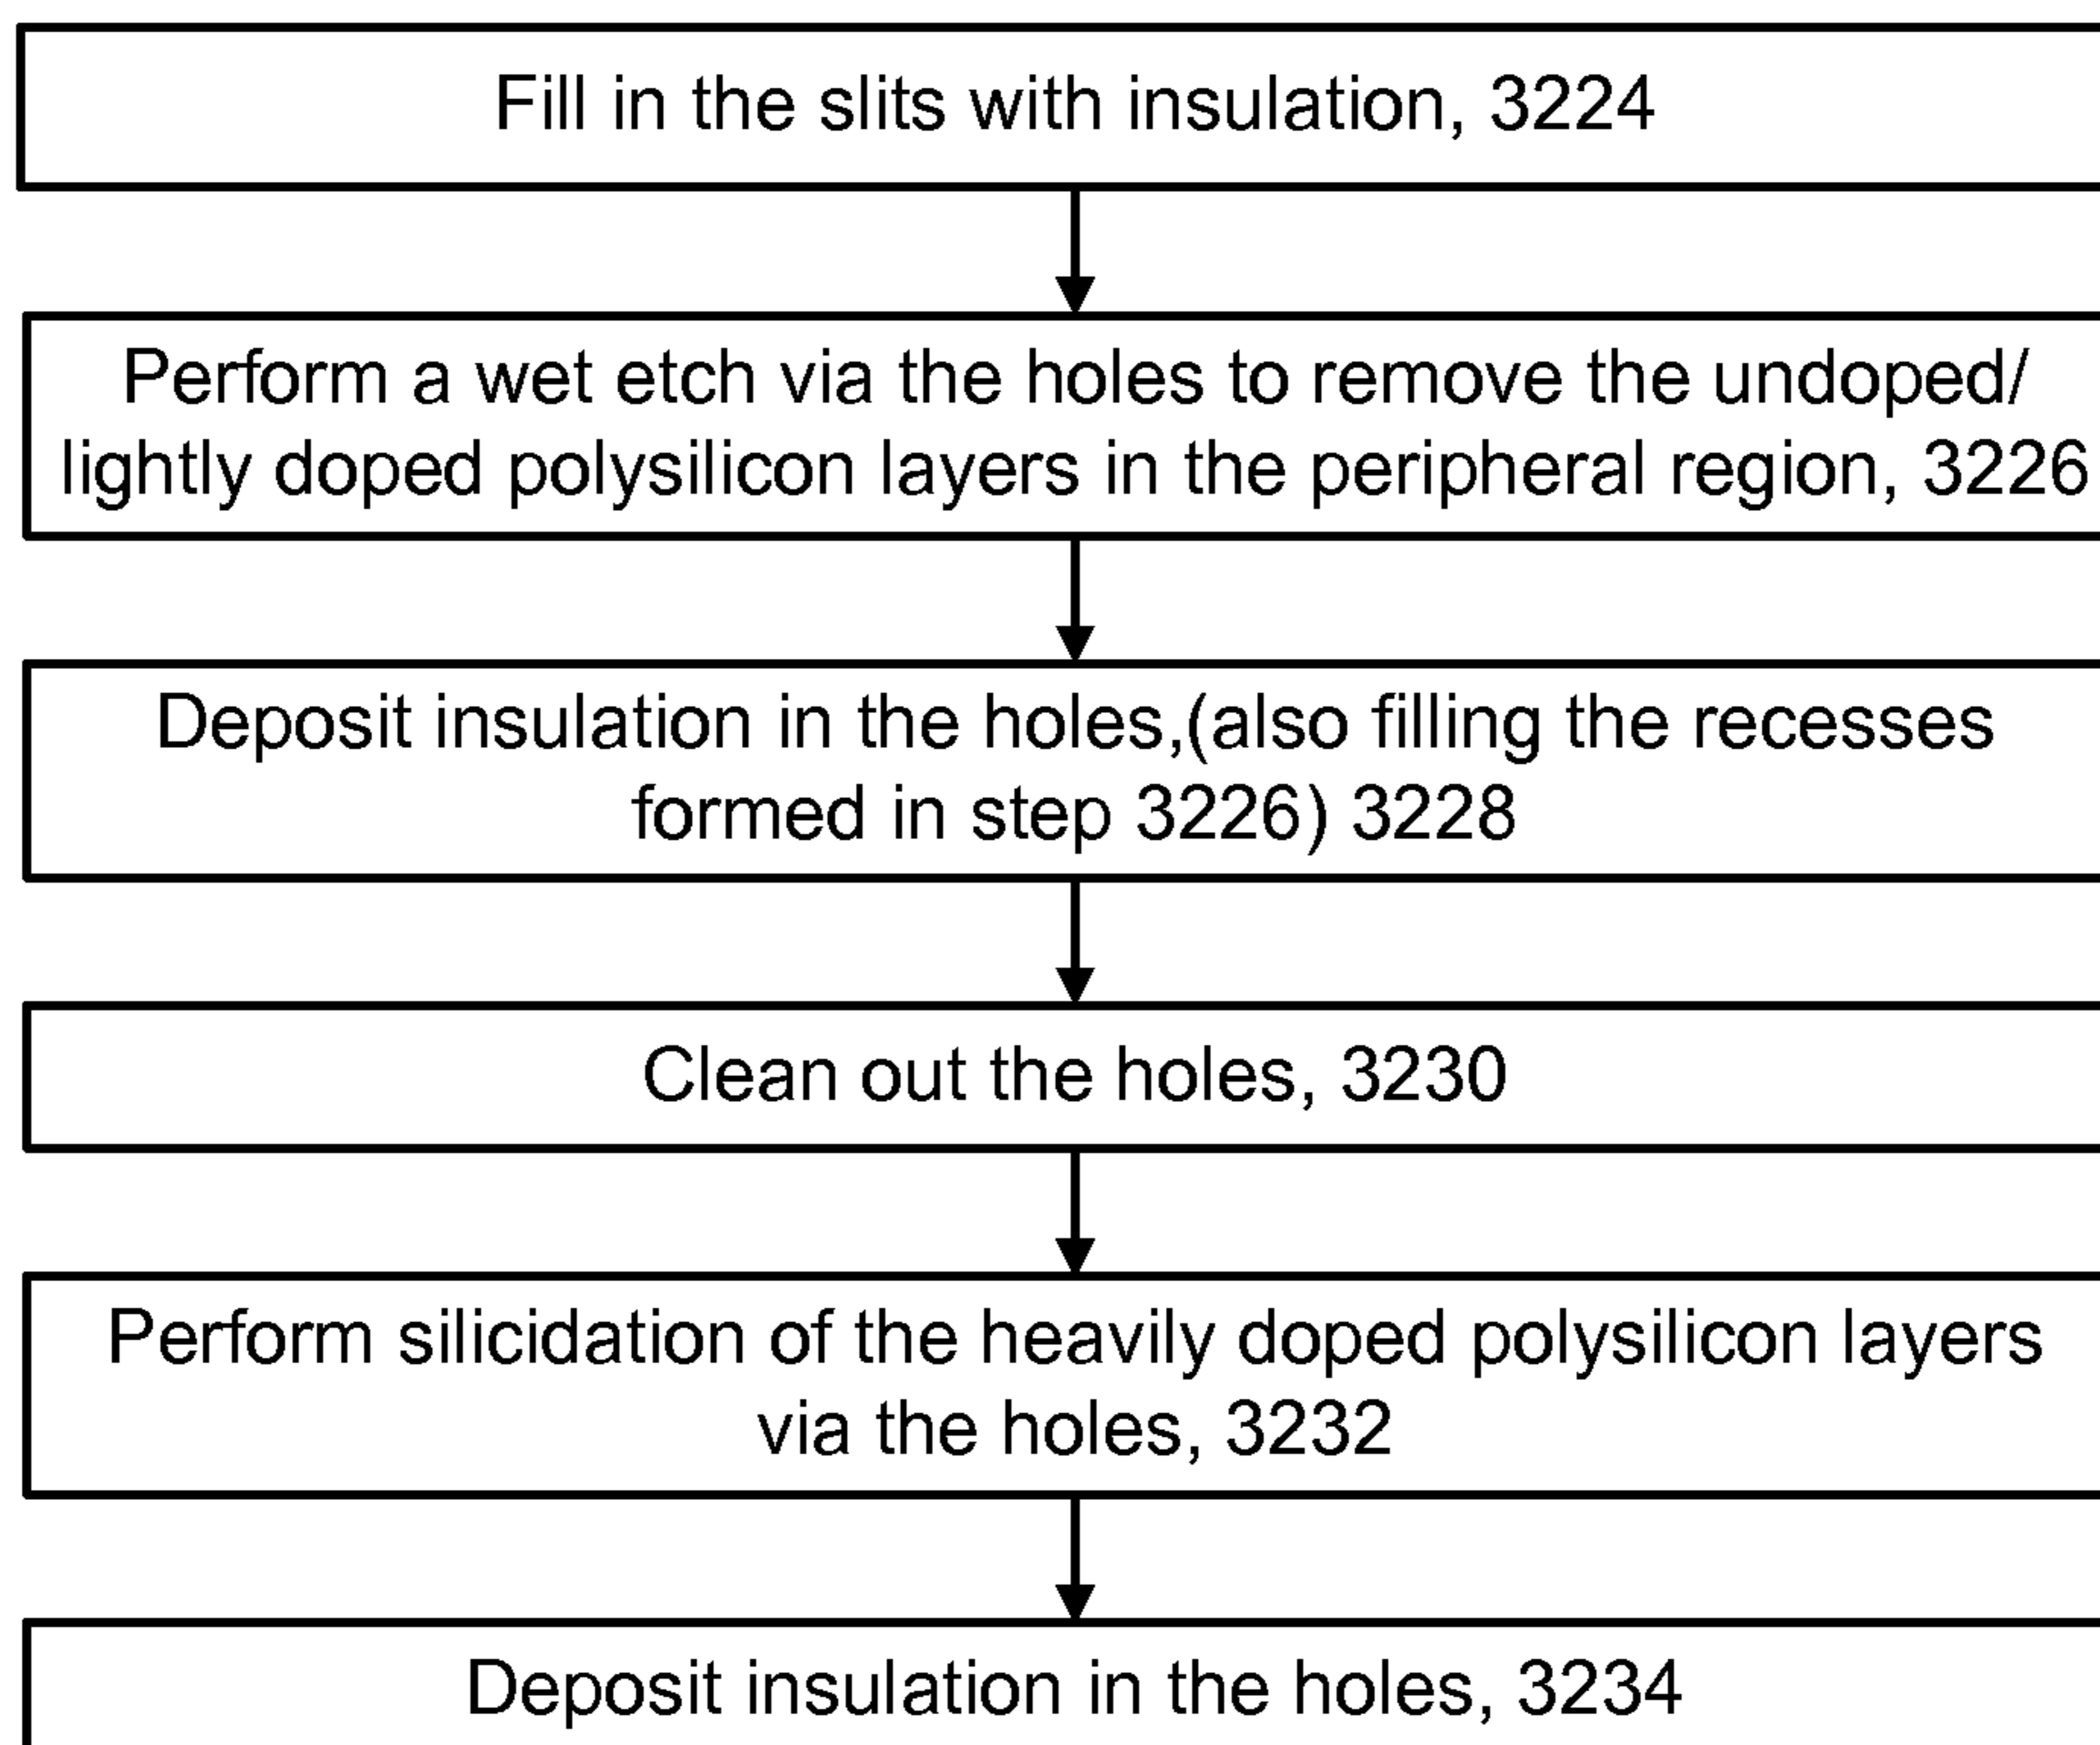 Fill in the slits with insulation, 3224
Perform a wet etch via the holes to remove the undoped/
lightly doped polysilicon layers in the peripheral region, 3226
Deposit insulation in the holes,(also filling the recesses
formed in step 3226) 3228
Clean out the holes, 3230
Perform silicidation of the heavily doped polysilicon layers
via the holes, 3232
Deposit insulation in the holes, 3234